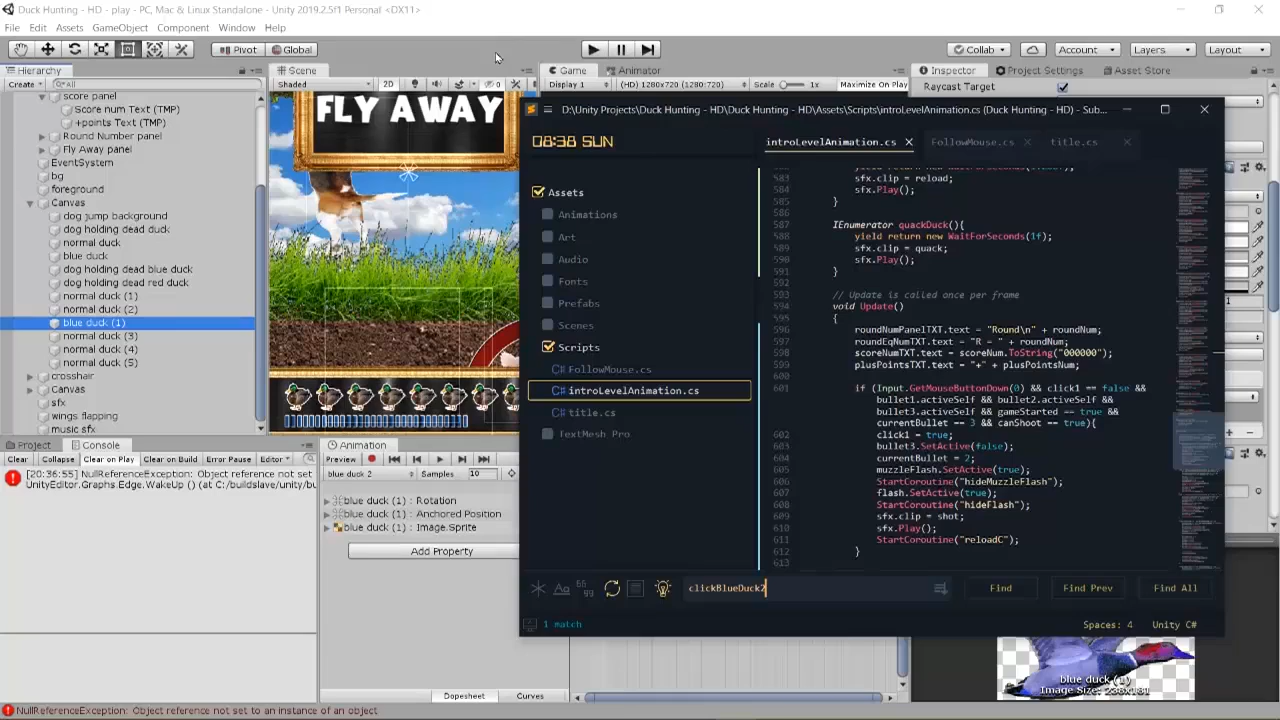 Duck Hunting - HD - play - PC, Mac & Linux Standalone - Unity 2019.2.5f1 Personal <DX11>
File Edit Assets GameObject Component Window Help
Pivot Global Collab Account Layers Layout
Hierarchy
Create All
score panel
Score num Text (TMP)
+points Text (TMP)
Round Number panel
Fly Away panel
EventSystem
bg
foreground
Canvas
dog jump background
dog holding dead duck
normal duck
blue duck
dog holding dead blue duck
dog holding dead red duck
normal duck (1)
normal duck (2)
blue duck (1)
normal duck (3)
normal duck (4)
normal duck (5)
crosshair
Canvas
sfx
wings flapping
music sfx
Scene
Shaded 2D 0
FLY AWAY
Game Animator
Display 1 (HD) 1280x720 (1280x720) Scale 1x Maximize On Play
Inspector Project Settings Asset Store
Raycast Target
D:\Unity Projects\Duck Hunting - HD\Duck Hunting - HD\Assets\Scripts\introLevelAnimation.cs (Duck Hunting - HD) - Sub...
08:38 SUN
introLevelAnimation.cs FollowMouse.cs title.cs
Assets
Animations
Art
Audio
Fonts
Prefabs
Scenes
Scripts
FollowMouse.cs
introLevelAnimation.cs
title.cs
TextMesh Pro
583 sfx.clip = reload;
584 sfx.Play();
585 }
586
587 IEnumerator quackDuck(){
588 yield return new WaitForSeconds(1f);
589 sfx.clip = quack;
590 sfx.Play();
591 }
592
593 // Update is called once per frame
594 void Update()
595 {
596 roundNumPanelTXT.text = "Round\n" + roundNum;
597 roundEqNumTXT.text = "R = " + roundNum;
598 scoreNumTXT.text = scoreNum.ToString("000000");
599 plusPointsTXT.text = "+" + plusPointsNum;
600
601 if (Input.GetMouseButtonDown(0) && click1 == false &&
bullet1.activeSelf && bullet2.activeSelf &&
bullet3.activeSelf && gameStarted == true &&
currentBullet == 3 && canShoot == true){
602 click1 = true;
603 bullet3.SetActive(false);
604 currentBullet = 2;
605 muzzleFlash.SetActive(true);
606 StartCoroutine("hideMuzzleFlash");
607 flash.SetActive(true);
608 StartCoroutine("hideFlash");
609 sfx.clip = shot;
610 sfx.Play();
611 StartCoroutine("reloadC");
612 }
613
clickBlueDuck2 Find Find Prev Find All
1 match Spaces: 4 Unity C#
Project Console
Clear Collapse Clear on Play Clear on Build Error Pause Editor
[20:36:55] NullReferenceException: Object reference not set
UnityEditor.Graphs.Edge.WakeUp () (at C:/buildslave/unity/bu
Animation
Preview
blue duck 2 Samples 10
blue duck (1) : Rotation
blue duck (1) : Anchored Position
blue duck (1) : Image.Sprite
Add Property
Dopesheet Curves
blue duck (1)
NullReferenceException: Object reference not set to an instance of an object